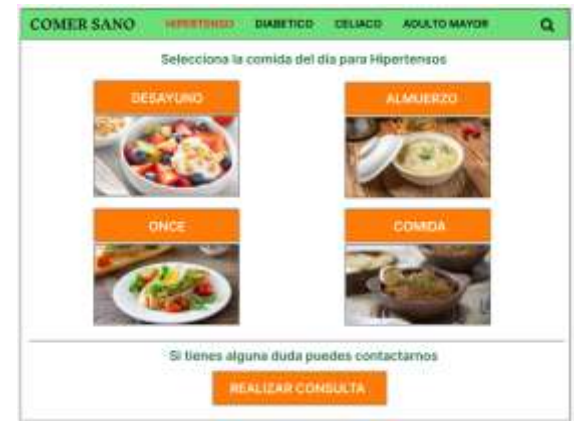 COMER SANO HIPERTENSO DIABETICO CELIACO ADULTO MAYOR
Selecciona la comida del día para Hipertensos
DESAYUNO ALMUERZO
ONCE COMIDA
Si tienes alguna duda puedes contactarnos
REALIZAR CONSULTA